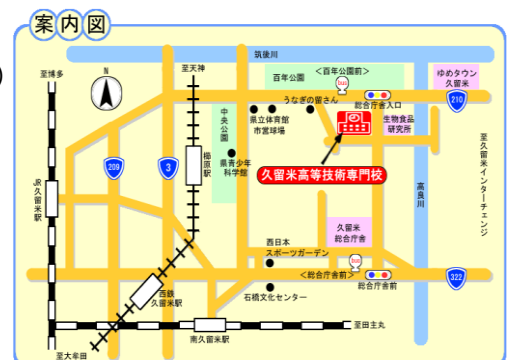 案内図
筑後川
至博多
N
至天神
百年公園
＜百年公園前＞
ゆめタウン
久留米
うなぎの留さん
総合庁舎入口
210
中央公園
県立体育館
市営球場
生物食品
研究所
櫛原駅
県青少年
科学館
209
3
久留米高等技術専門校
高良川
至久留米インターチェンジ
JR久留米駅
久留米
総合庁舎
西日本
スポーツガーデン
＜総合庁舎前＞
総合庁舎前
322
西鉄
久留米駅
石橋文化センター
南久留米駅
至田主丸
至大牟田